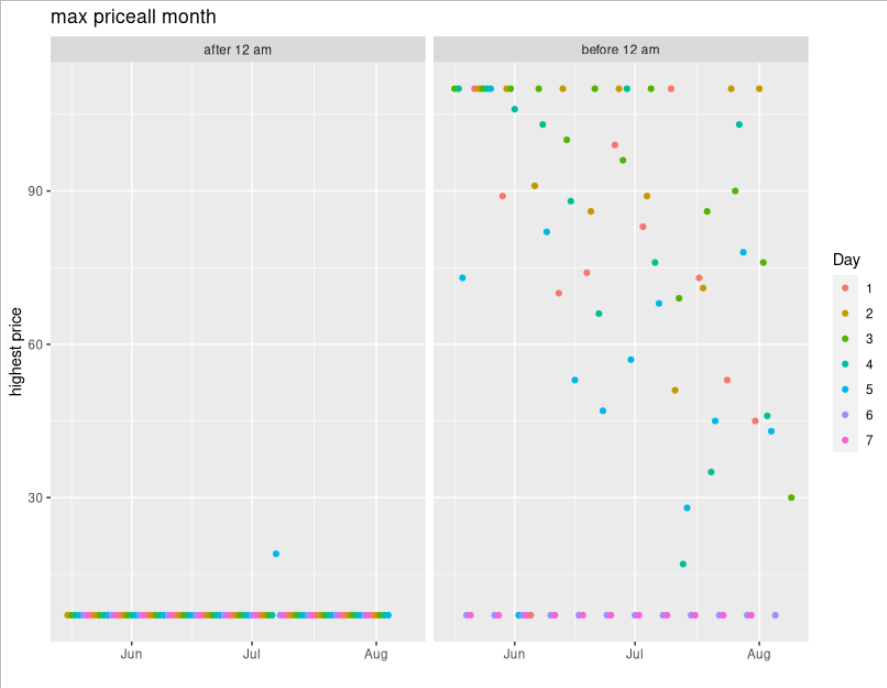 max priceall month
after 12 am
before 12 am
highest price
90
60
30
Jun
Jul
Aug
Jun
Jul
Aug
Day
1
2
3
4
5
6
7